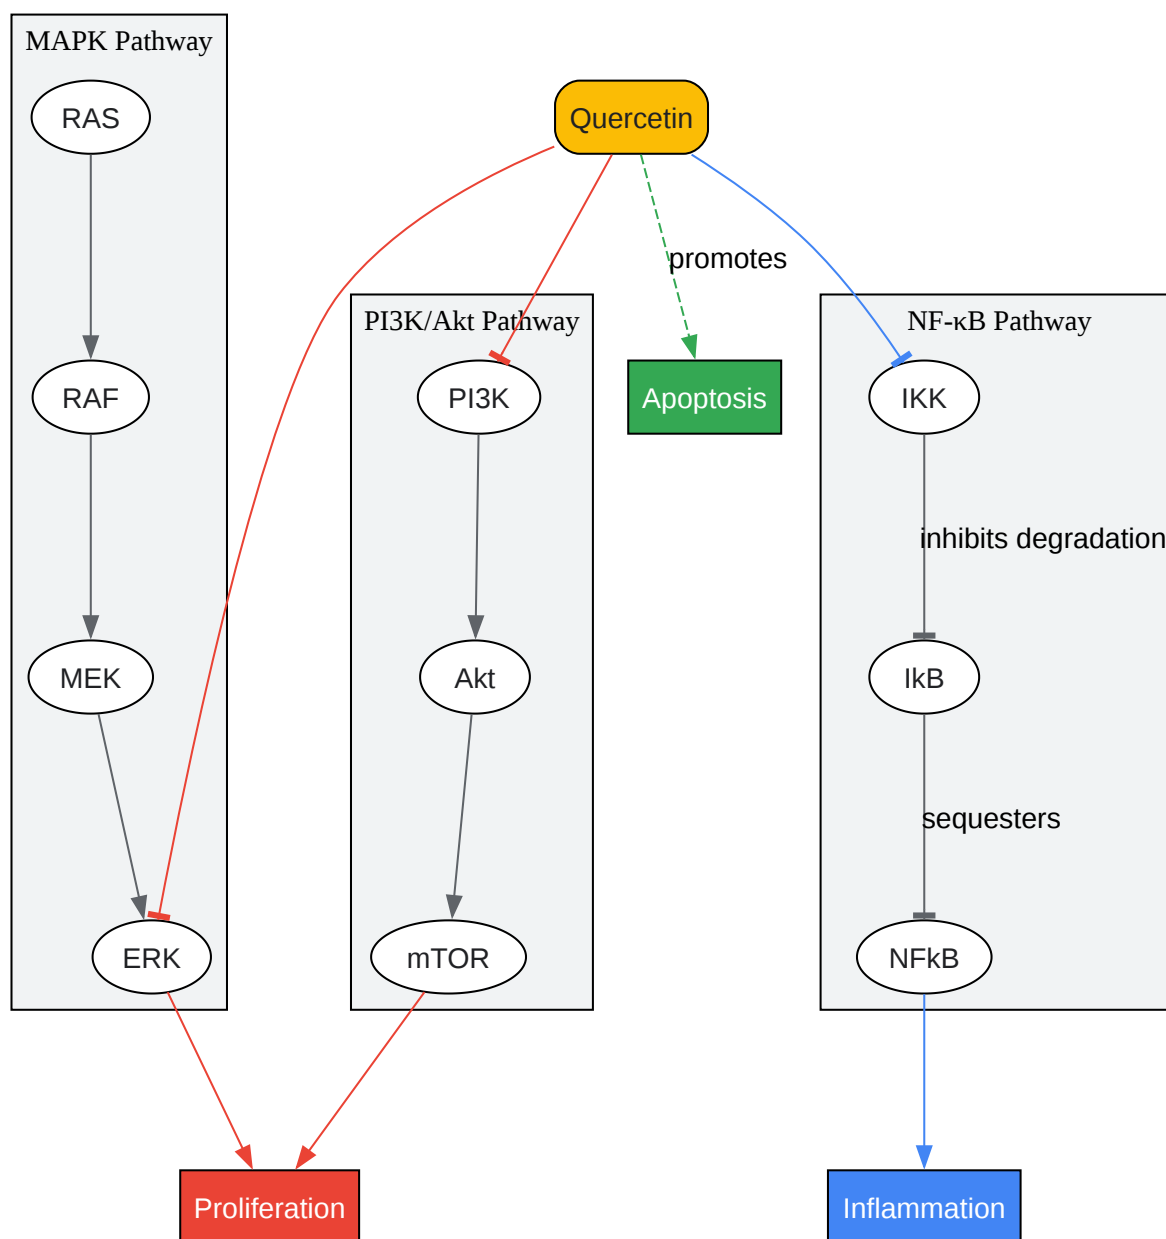 MAPK Pathway
RAS
Quercetin
promotes
PI3K/Akt Pathway
NF-κB Pathway
RAF
PI3K
Apoptosis
IKK
inhibits degradation
MEK
Akt
IkB
sequesters
ERK
mTOR
NFkB
Proliferation
Inflammation